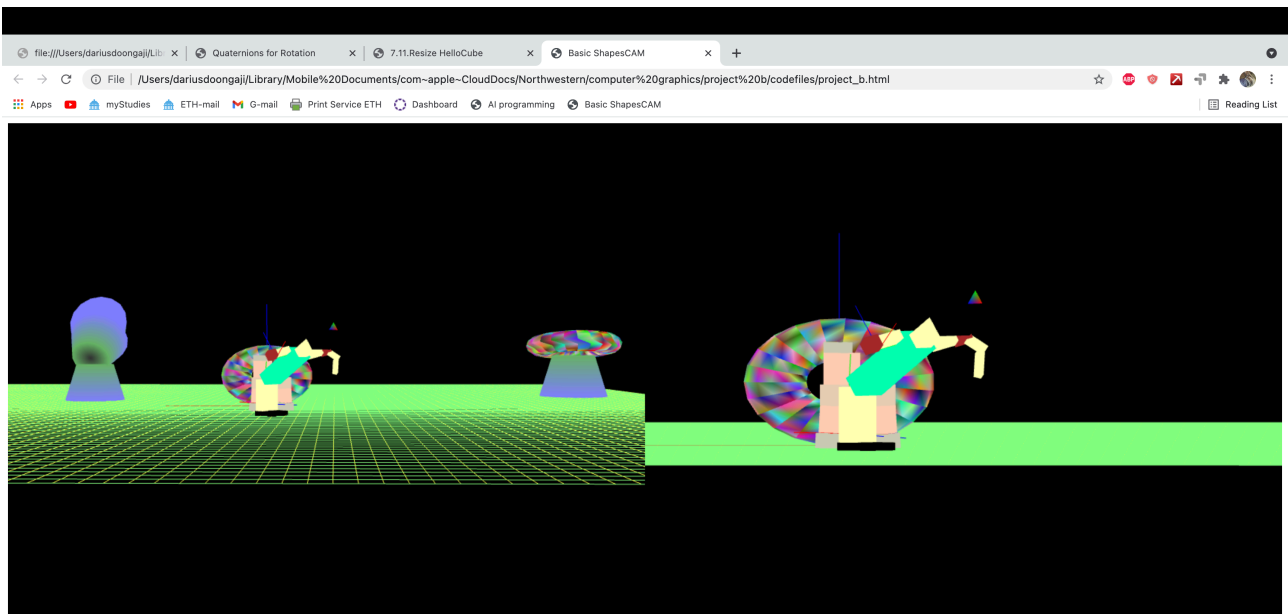 file:///Users/dariusdoongaji/Lib
Quaternions for Rotation
7.11.Resize HelloCube
Basic ShapesCAM
File | /Users/dariusdoongaji/Library/Mobile%20Documents/com~apple~CloudDocs/Northwestern/computer%20graphics/project%20b/codefiles/project_b.html
ABP
Apps
myStudies
ETH-mail
G-mail
Print Service ETH
Dashboard
AI programming
Basic ShapesCAM
Reading List